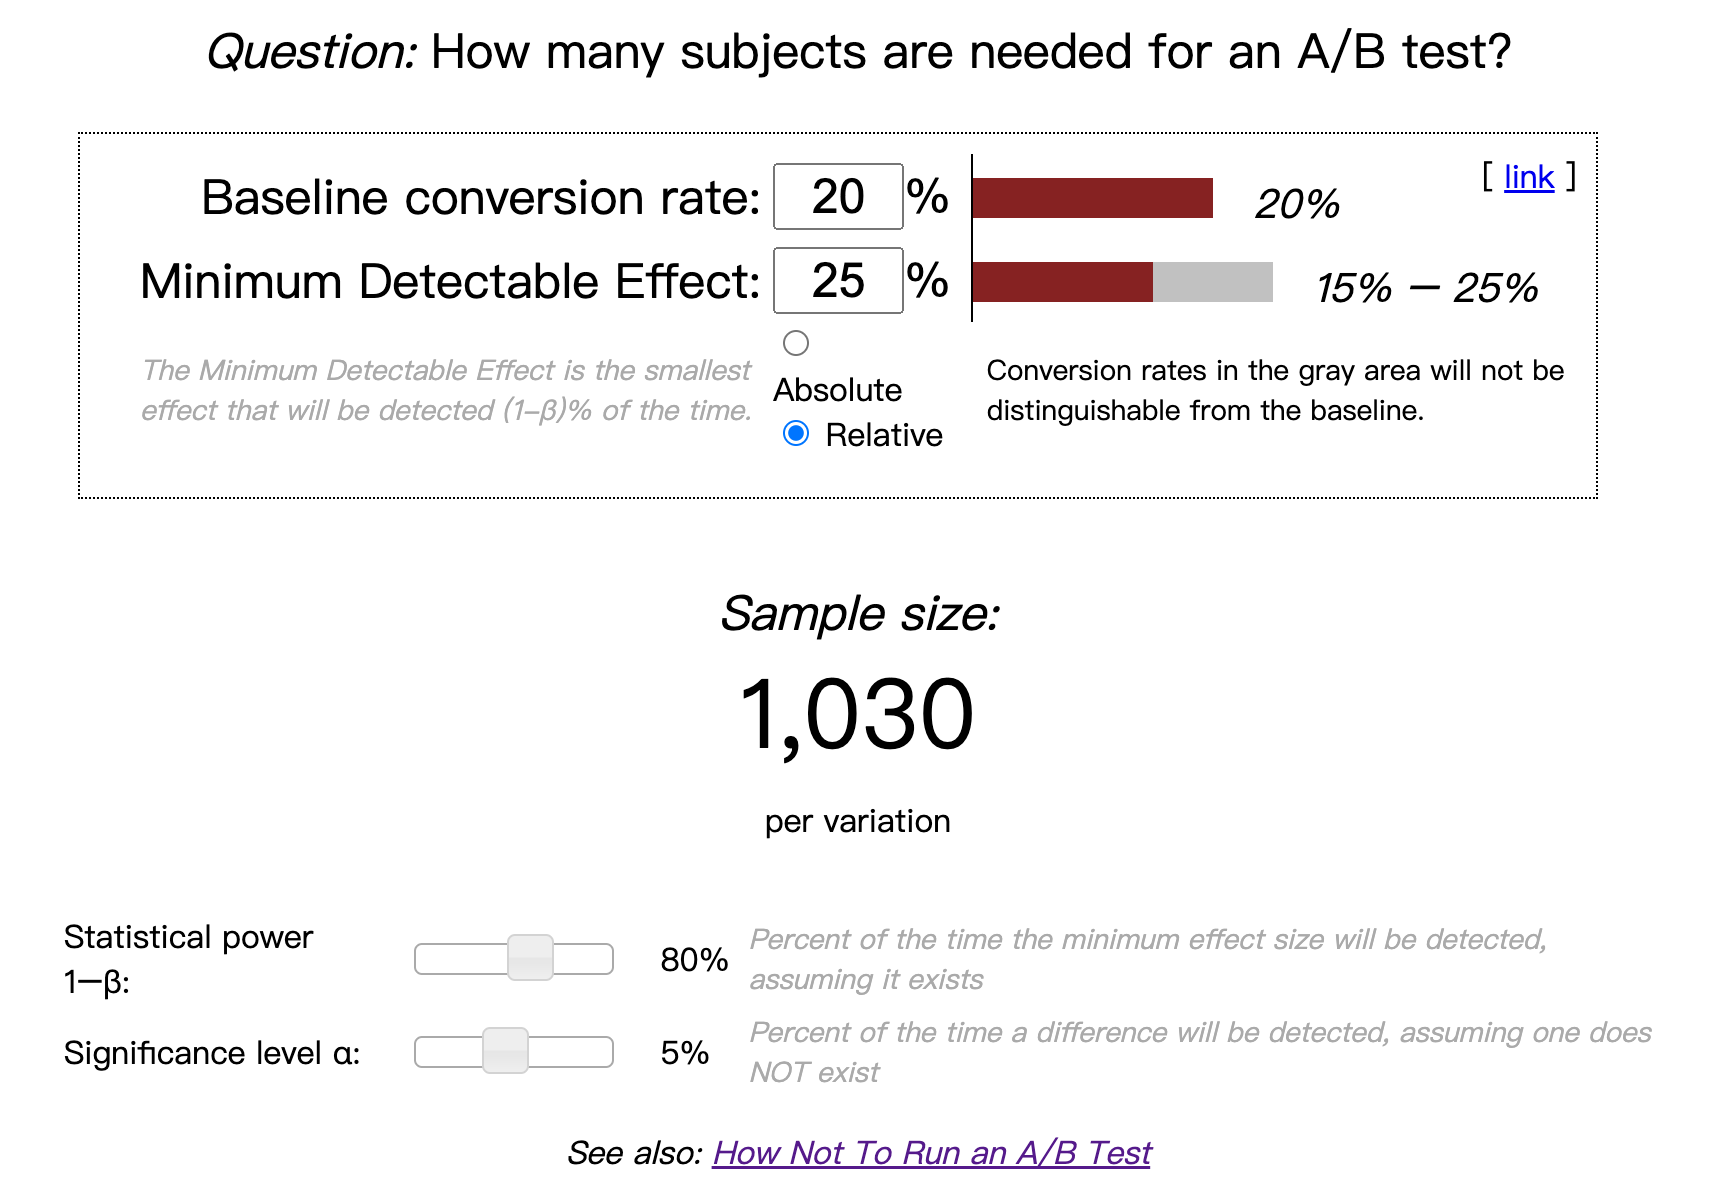 Question: How many subjects are needed for an A/B test?
Baseline conversion rate: 20 % 20% [ link ]
Minimum Detectable Effect: 25 % 15% – 25%
The Minimum Detectable Effect is the smallest
effect that will be detected (1–β)% of the time.
Absolute
Relative
Conversion rates in the gray area will not be
distinguishable from the baseline.
Sample size:
1,030
per variation
Statistical power
1–β:
80%
Percent of the time the minimum effect size will be detected,
assuming it exists
Significance level α:
5%
Percent of the time a difference will be detected, assuming one does
NOT exist
See also: How Not To Run an A/B Test